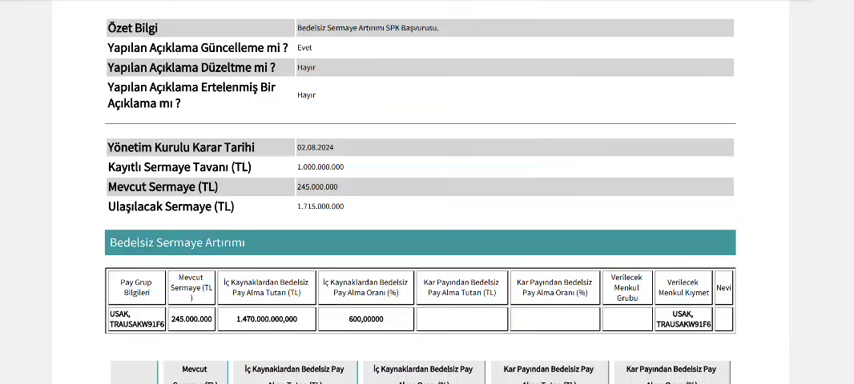 Özet Bilgi Bedelsiz Sermaye Artırımı SPK Başvurusu.
Yapılan Açıklama Güncelleme mi ? Evet
Yapılan Açıklama Düzeltme mi ? Hayır
Yapılan Açıklama Ertelenmiş Bir
Açıklama mı ? Hayır
Yönetim Kurulu Karar Tarihi 02.08.2024
Kayıtlı Sermaye Tavanı (TL) 1.000.000.000
Mevcut Sermaye (TL) 245.000.000
Ulaşılacak Sermaye (TL) 1.715.000.000
Bedelsiz Sermaye Artırımı
Pay Grup
Bilgileri
Mevcut
Sermaye (TL
)
İç Kaynaklardan Bedelsiz
Pay Alma Tutarı (TL)
İç Kaynaklardan Bedelsiz
Pay Alma Oranı (%)
Kar Payından Bedelsiz
Pay Alma Tutarı (TL)
Kar Payından Bedelsiz
Pay Alma Oranı (%)
Verilecek
Menkul
Grubu
Verilecek
Menkul Kıymet
Nevi
USAK,
TRAUSAKW91F6
245.000.000
1.470.000.000,000
600,00000
USAK,
TRAUSAKW91F6
Mevcut
İç Kaynaklardan Bedelsiz Pay
İç Kaynaklardan Bedelsiz Pay
Kar Payından Bedelsiz Pay
Kar Payından Bedelsiz Pay